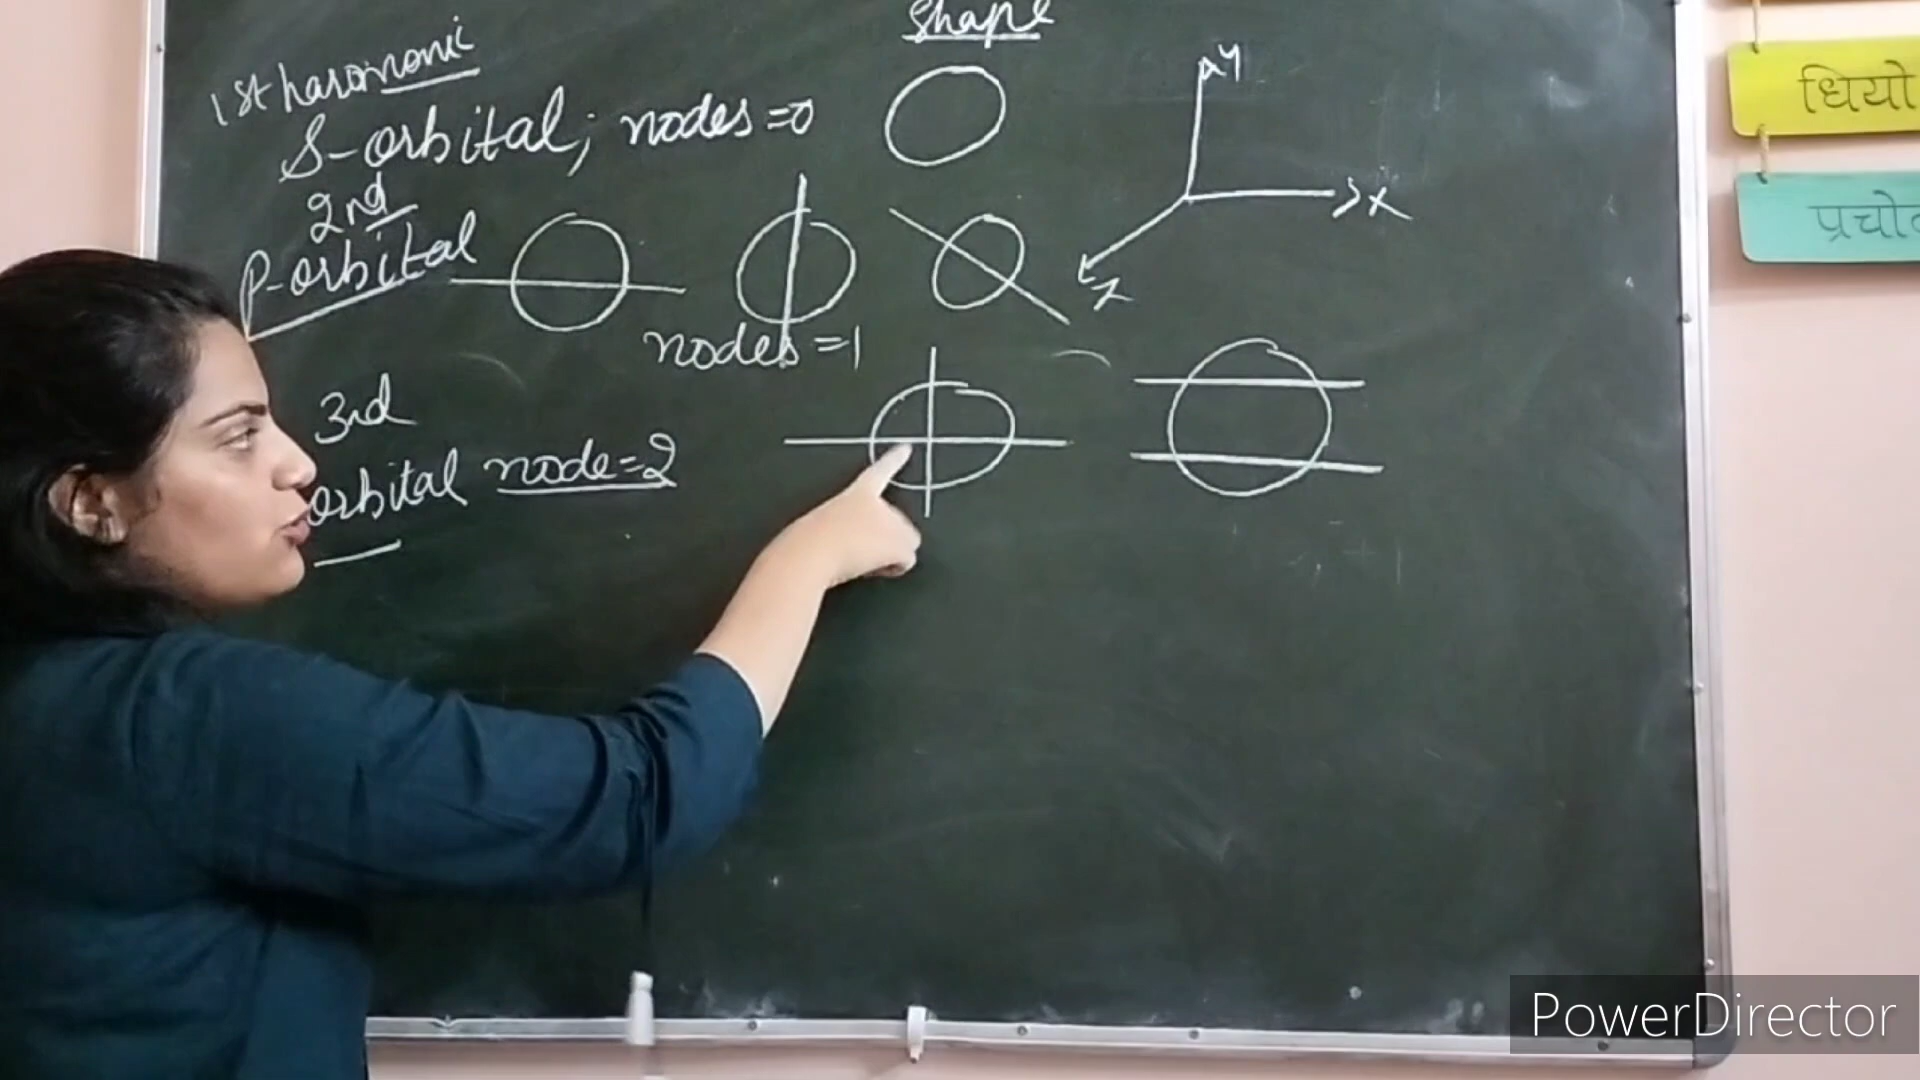 Shape
1st harmonic
S-orbital; nodes=0
2nd
P-orbital
nodes=1
3rd
orbital node=2
Y
X
Z
धियो
प्रचो
PowerDirector